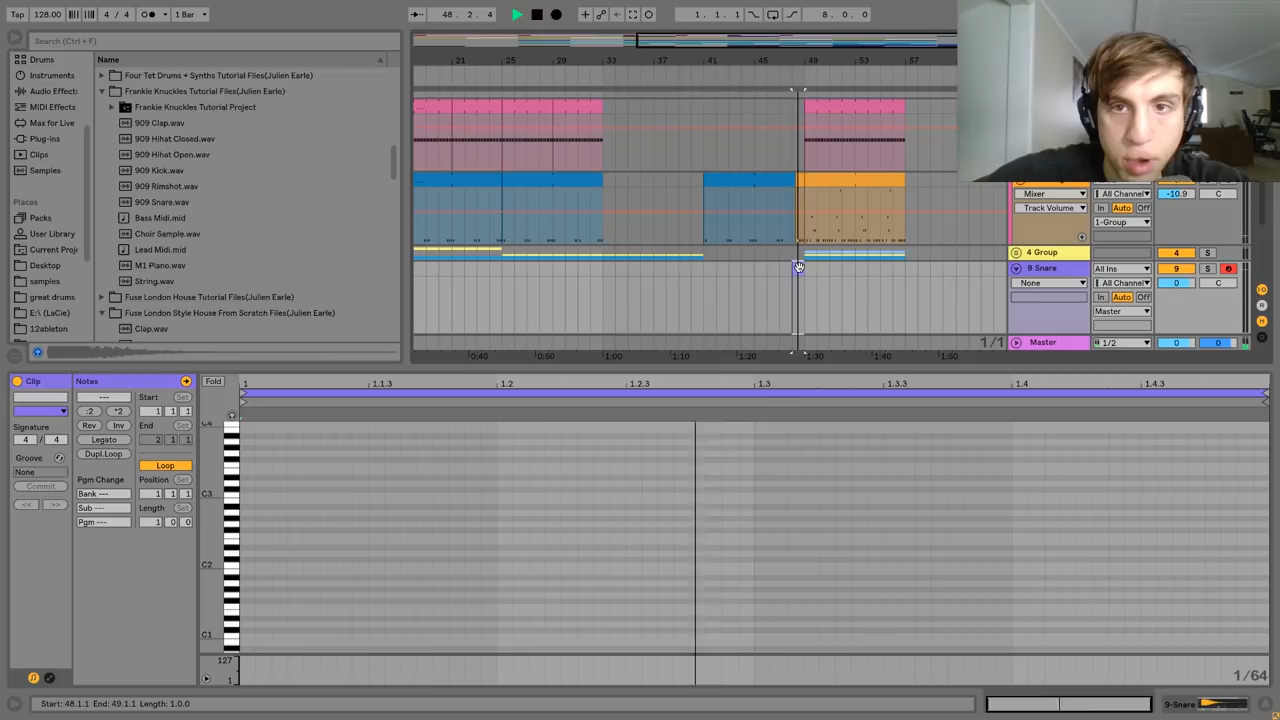 Tap 128.00 4 / 4 1 Bar 48. 2. 4 1. 1. 1 8. 0. 0
Search (Ctrl + F)
Drums
Instruments
Audio Effect:
MIDI Effects
Max for Live
Plug-ins
Clips
Samples
Places
Packs
User Library
Current Proje
Desktop
samples
great drums
E:\ (LaCie)
12ableton
Name
Four Tet Drums + Synths Tutorial Files(Julien Earle)
Frankie Knuckles Tutorial Files(Julien Earle)
Frankie Knuckles Tutorial Project
909 Clap.wav
909 Hihat Closed.wav
909 Hihat Open.wav
909 Kick.wav
909 Rimshot.wav
909 Snare.wav
Bass Midi.mid
Choir Sample.wav
Lead Midi.mid
M1 Piano.wav
String.wav
Fuse London House Tutorial Files(Julien Earle)
Fuse London Style House From Scratch Files(Julien Earle)
Clap.wav
21 25 29 33 37 41 45 49 53 57
Mixer All Channel -10.9 C
Track Volume In Auto Off
1-Group
4 Group 4 S
9 Snare All Ins 9 S
None All Channel 0 C
In Auto Off
Master
1/1
Master 1/2 0 0
0:40 0:50 1:00 1:10 1:20 1:30 1:40 1:50
Clip
Signature
4 / 4
Groove
None
Commit
<< >>
Notes
---
:2 *2
Rev Inv
Legato
Dupl.Loop
Pgm Change
Bank ---
Sub ---
Pgm ---
Start Set
1 1 1
End Set
2 1 1
Loop
Position
1 1 1 Set
Length Set
1 0 0
Fold
1 1.1.3 1.2 1.2.3 1.3 1.3.3 1.4 1.4.3
C4
C3
C2
C1
127
1
1/64
Start: 48.1.1 End: 49.1.1 Length: 1.0.0
9-Snare